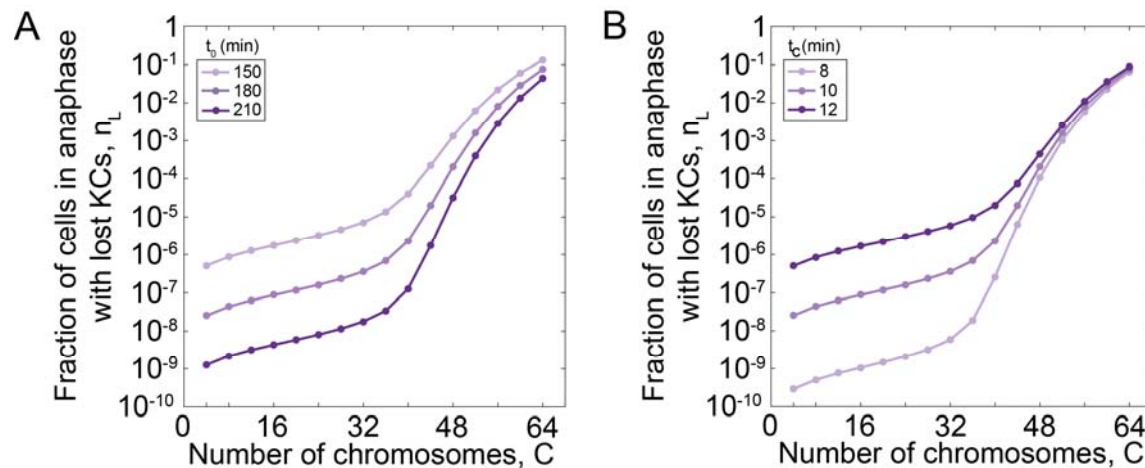 A
Fraction of cells in anaphase
with lost KCs, n_L
1
10^-1
10^-2
10^-3
10^-4
10^-5
10^-6
10^-7
10^-8
10^-9
10^-10
t_0 (min)
150
180
210
0 16 32 48 64
Number of chromosomes, C
B
Fraction of cells in anaphase
with lost KCs, n_L
1
10^-1
10^-2
10^-3
10^-4
10^-5
10^-6
10^-7
10^-8
10^-9
10^-10
t_C (min)
8
10
12
0 16 32 48 64
Number of chromosomes, C